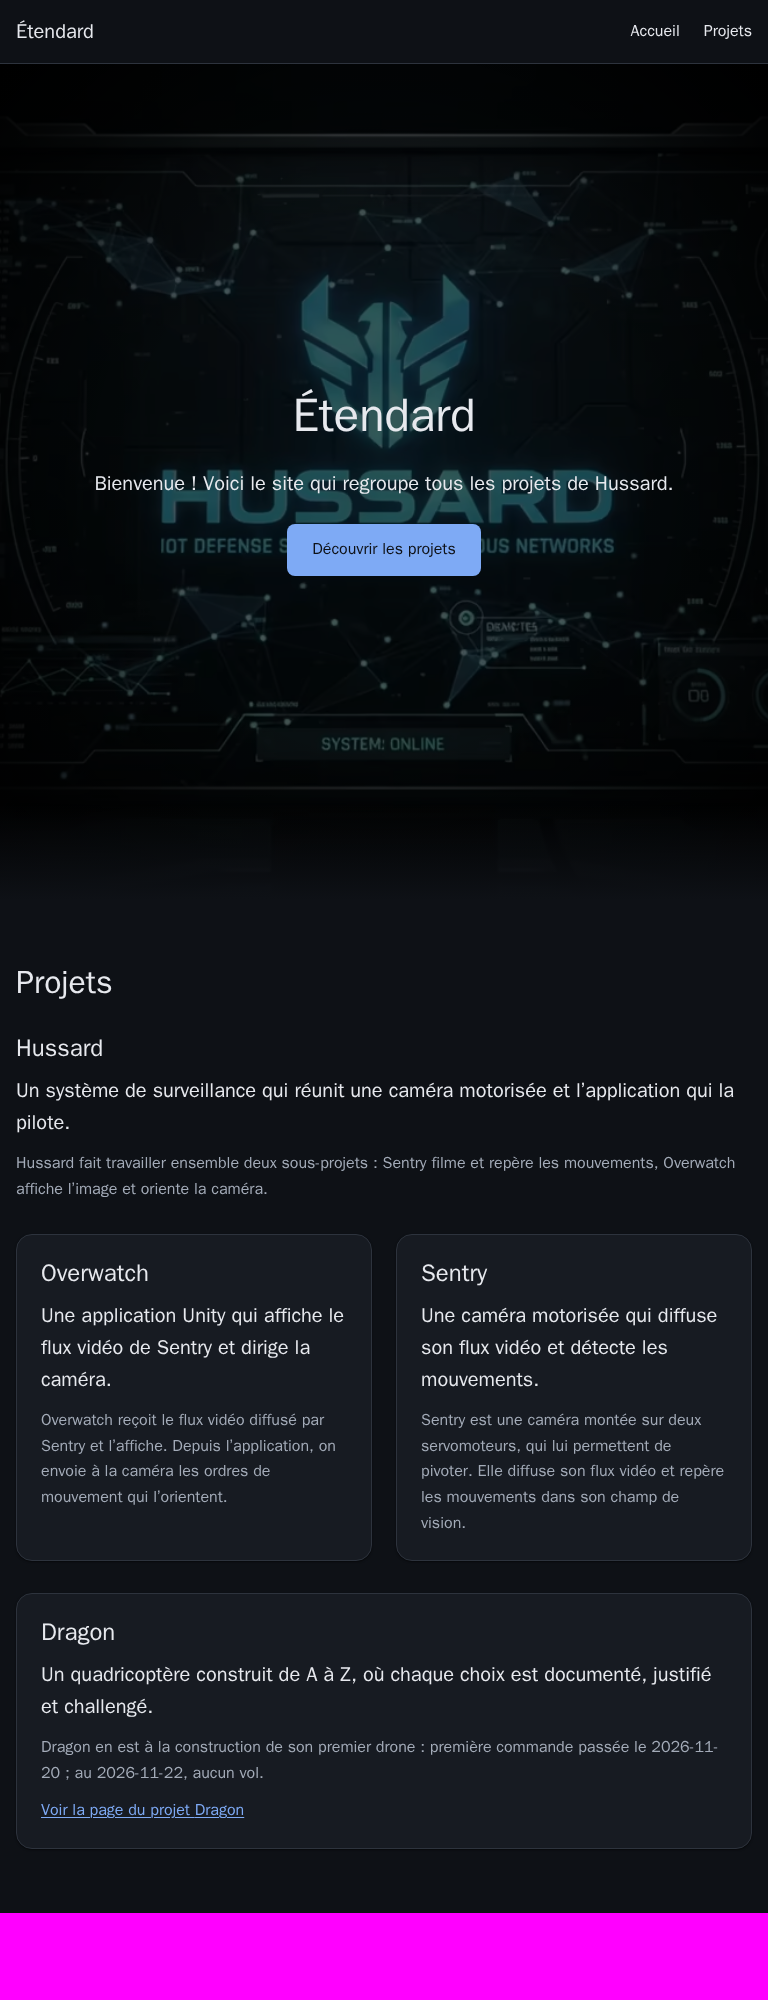 Étendard
Accueil
Projets
HUSSARD
Étendard
Bienvenue ! Voici le site qui regroupe tous les projets de Hussard.
IOT DEFENSE
Découvrir les projets
NETWORKS
SYSTEM: ONLINE
Projets
Hussard
Un système de surveillance qui réunit une caméra motorisée et l’application qui la
pilote.
Hussard fait travailler ensemble deux sous-projets : Sentry filme et repère les mouvements, Overwatch
affiche l’image et oriente la caméra.
Overwatch
Une application Unity qui affiche le
flux vidéo de Sentry et dirige la
caméra.
Overwatch reçoit le flux vidéo diffusé par
Sentry et l’affiche. Depuis l’application, on
envoie à la caméra les ordres de
mouvement qui l’orientent.
Sentry
Une caméra motorisée qui diffuse
son flux vidéo et détecte les
mouvements.
Sentry est une caméra montée sur deux
servomoteurs, qui lui permettent de
pivoter. Elle diffuse son flux vidéo et repère
les mouvements dans son champ de
vision.
Dragon
Un quadricoptère construit de A à Z, où chaque choix est documenté, justifié
et challengé.
Dragon en est à la construction de son premier drone : première commande passée le 2026-11-
20 ; au 2026-11-22, aucun vol.
Voir la page du projet Dragon